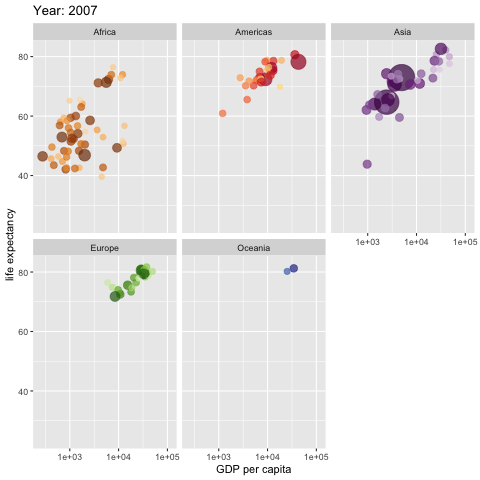 Year: 2007
Africa
Americas
Asia
80
60
40
1e+03 1e+04 1e+05
Europe
Oceania
80
60
40
1e+03 1e+04 1e+05
1e+03 1e+04 1e+05
life expectancy
GDP per capita